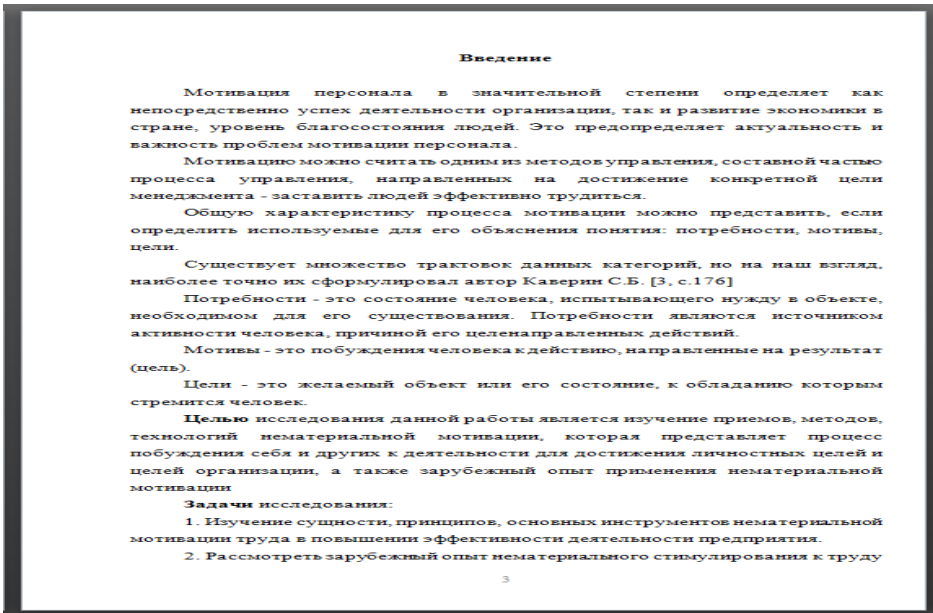 Введение
Мотивация персонала в значительной степени определяет как
непосредственно успех деятельности организации, так и развитие экономики в
стране, уровень благосостояния людей. Это предопределяет актуальность и
важность проблем мотивации персонала.
Мотивацию можно считать одним из методов управления, составной частью
процесса управления, направленных на достижение конкретной цели
менеджмента - заставить людей эффективно трудиться.
Общую характеристику процесса мотивации можно представить, если
определить используемые для его объяснения понятия: потребности, мотивы,
цели.
Существует множество трактовок данных категорий, но на наш взгляд,
наиболее точно их сформулировал автор Каверин С.Б. [3, с.176]
Потребности - это состояние человека, испытывающего нужду в объекте,
необходимом для его существования. Потребности являются источником
активности человека, причиной его целенаправленных действий.
Мотивы - это побуждения человека к действию, направленные на результат
(цель).
Цели - это желаемый объект или его состояние, к обладанию которым
стремится человек.
Целью исследования данной работы является изучение приемов, методов,
технологий нематериальной мотивации, которая представляет процесс
побуждения себя и других к деятельности для достижения личностных целей и
целей организации, а также зарубежный опыт применения нематериальной
мотивации
Задачи исследования:
1. Изучение сущности, принципов, основных инструментов нематериальной
мотивации труда в повышении эффективности деятельности предприятия.
2. Рассмотреть зарубежный опыт нематериального стимулирования к труду
3